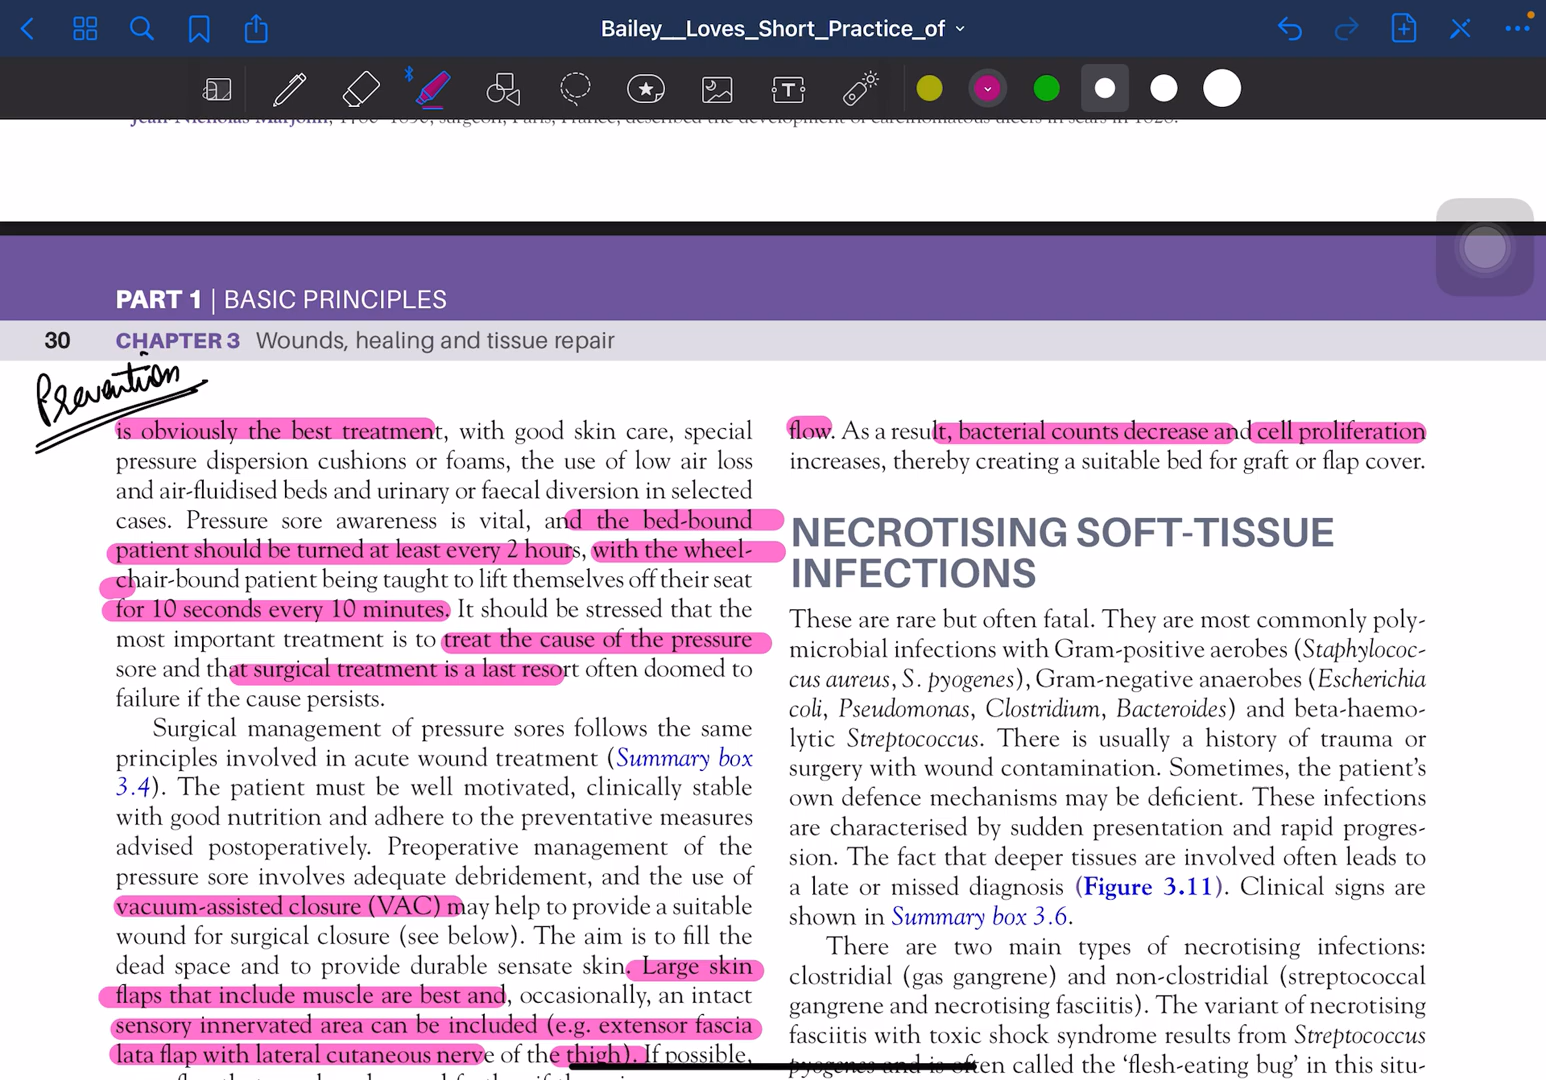 Bailey__Loves_Short_Practice_of
T
PART 1 | BASIC PRINCIPLES
30 CHAPTER 3 Wounds, healing and tissue repair
Prevention
is obviously the best treatment, with good skin care, special
pressure dispersion cushions or foams, the use of low air loss
and air-fluidised beds and urinary or faecal diversion in selected
cases. Pressure sore awareness is vital, and the bed-bound
patient should be turned at least every 2 hours, with the wheel-
chair-bound patient being taught to lift themselves off their seat
for 10 seconds every 10 minutes. It should be stressed that the
most important treatment is to treat the cause of the pressure
sore and that surgical treatment is a last resort often doomed to
failure if the cause persists.
Surgical management of pressure sores follows the same
principles involved in acute wound treatment (Summary box
3.4). The patient must be well motivated, clinically stable
with good nutrition and adhere to the preventative measures
advised postoperatively. Preoperative management of the
pressure sore involves adequate debridement, and the use of
vacuum-assisted closure (VAC) may help to provide a suitable
wound for surgical closure (see below). The aim is to fill the
dead space and to provide durable sensate skin. Large skin
flaps that include muscle are best and, occasionally, an intact
sensory innervated area can be included (e.g. extensor fascia
lata flap with lateral cutaneous nerve of the thigh). If possible,
flow. As a result, bacterial counts decrease and cell proliferation
increases, thereby creating a suitable bed for graft or flap cover.
NECROTISING SOFT-TISSUE
INFECTIONS
These are rare but often fatal. They are most commonly poly-
microbial infections with Gram-positive aerobes (Staphylococ-
cus aureus, S. pyogenes), Gram-negative anaerobes (Escherichia
coli, Pseudomonas, Clostridium, Bacteroides) and beta-haemo-
lytic Streptococcus. There is usually a history of trauma or
surgery with wound contamination. Sometimes, the patient's
own defence mechanisms may be deficient. These infections
are characterised by sudden presentation and rapid progres-
sion. The fact that deeper tissues are involved often leads to
a late or missed diagnosis (Figure 3.11). Clinical signs are
shown in Summary box 3.6.
There are two main types of necrotising infections:
clostridial (gas gangrene) and non-clostridial (streptococcal
gangrene and necrotising fasciitis). The variant of necrotising
fasciitis with toxic shock syndrome results from Streptococcus
pyogenes and is often called the 'flesh-eating bug' in this situ-